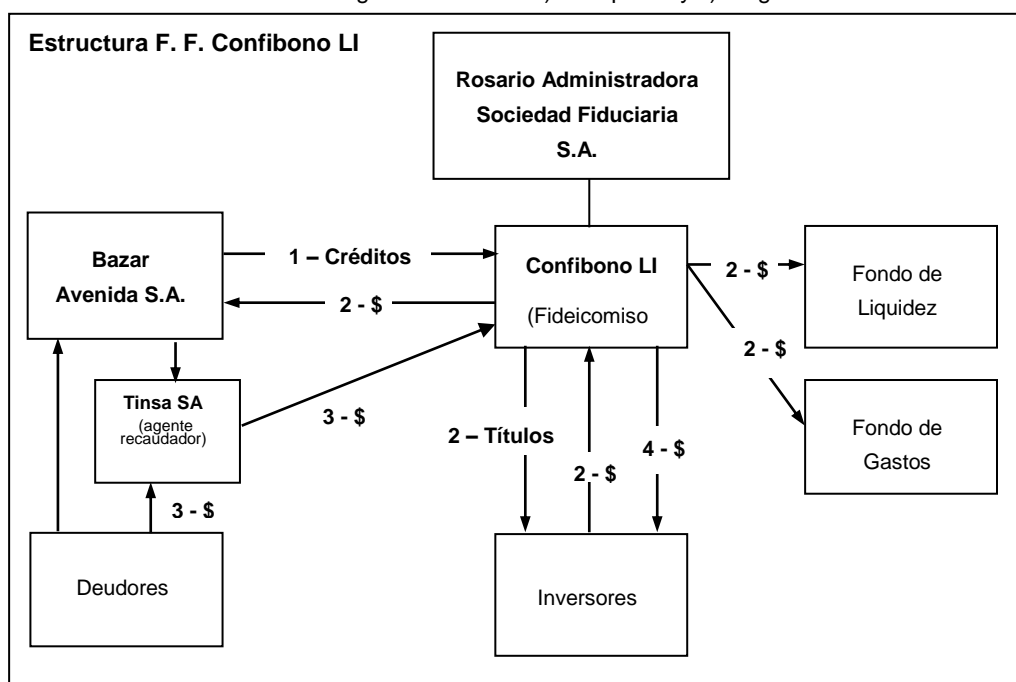 Estructura F. F. Confibono LI
Rosario Administradora
Sociedad Fiduciaria
S.A.
Bazar
Avenida S.A.
1 – Créditos
2 - $
Confibono LI
(Fideicomiso
2 - $
Fondo de
Liquidez
2 - $
Fondo de
Gastos
Tinsa SA
(agente
recaudador)
3 - $
2 – Títulos
2 - $
4 - $
3 - $
Deudores
Inversores